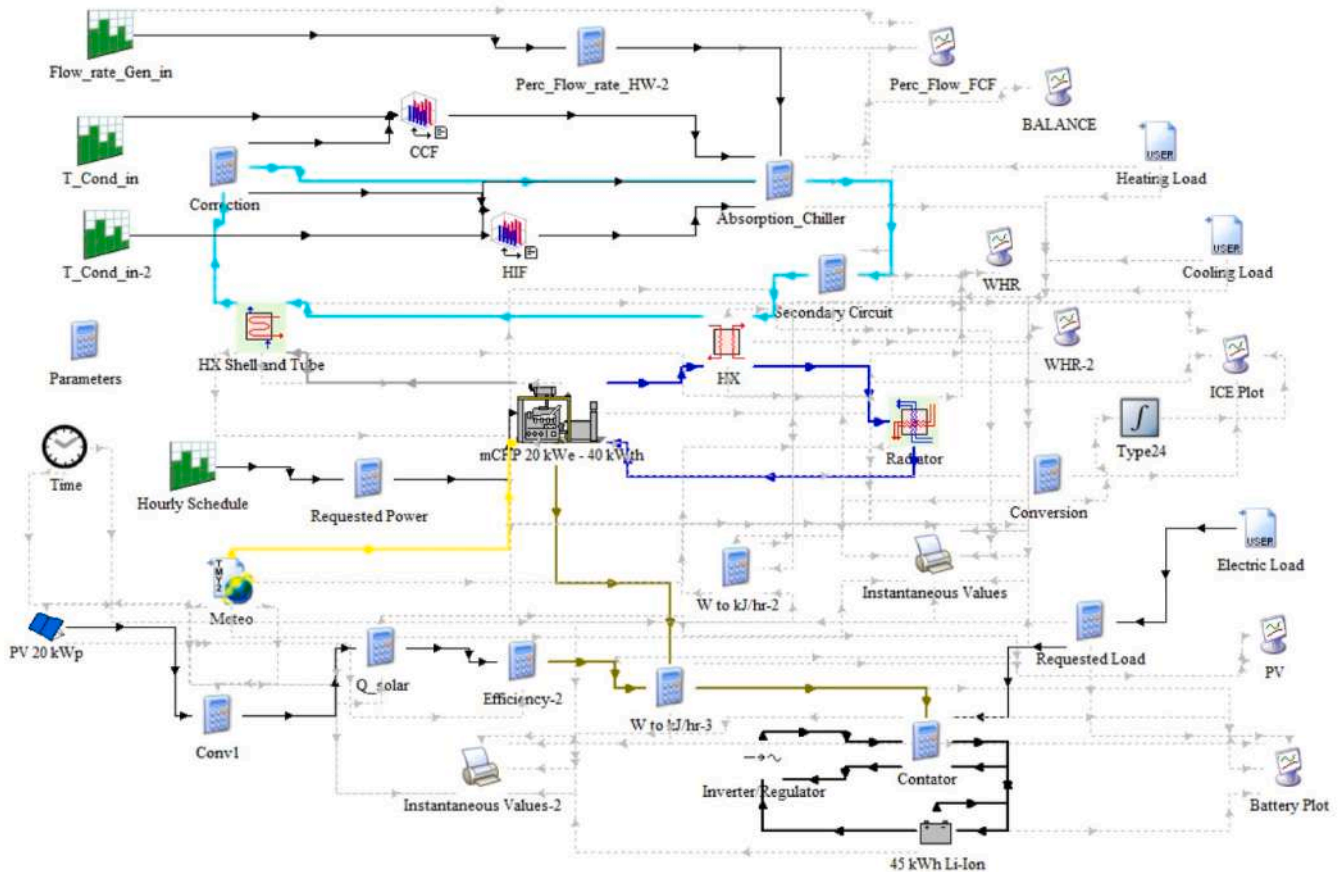 Flow_rate_Gen_in
Perc_Flow_rate_HW-2
Perc_Flow_FCF
BALANCE
CCF
USER
T_Cond_in
Heating Load
Correction
Absorption_Chiller
USER
T_Cond_in-2
HIF
WHR
Cooling Load
Secondary Circuit
HX Shell and Tube
HX
WHR-2
Parameters
ICE Plot
Type24
mCHP 20 kWe - 40 kWth
Radiator
Time
Hourly Schedule
Requested Power
Conversion
USER
Electric Load
TMY2
W to kJ/hr-2
Instantaneous Values
Meteo
PV 20 kWp
Requested Load
Q_solar
Efficiency-2
PV
W to kJ/hr-3
Conv1
Contator
Inverter/Regulator
Instantaneous Values-2
Battery Plot
45 kWh Li-Ion